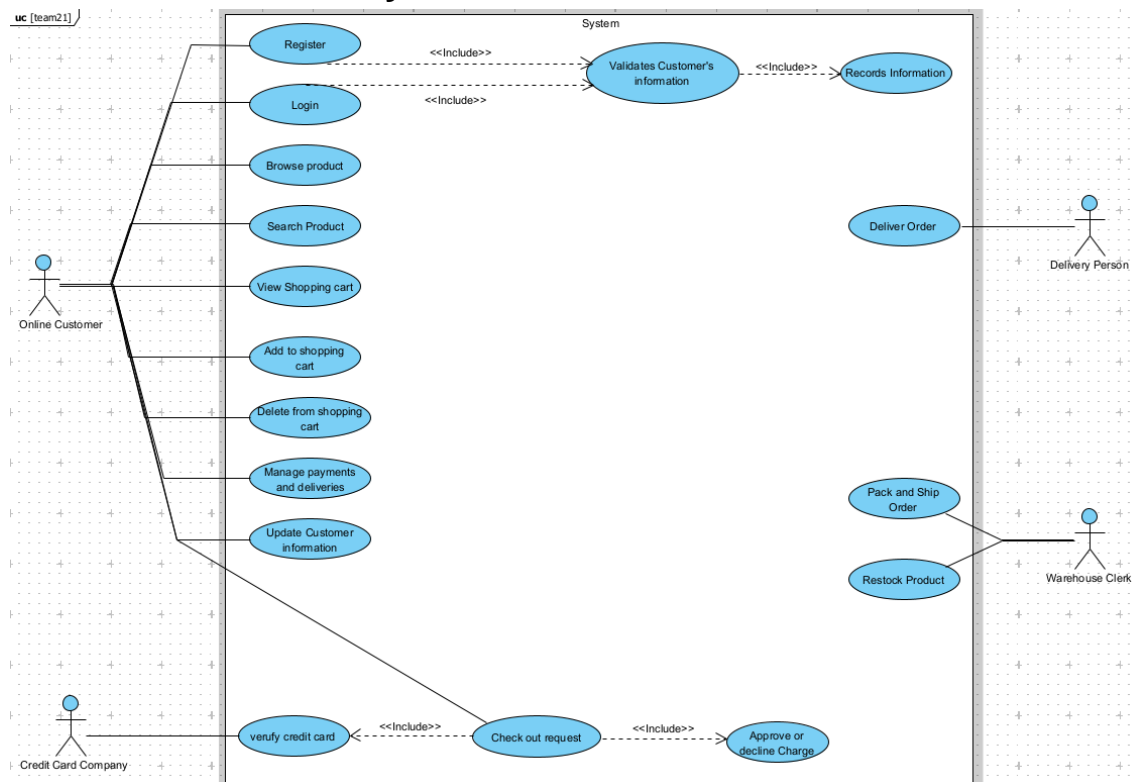 uc [team21]
System
Register
<<Include>>
Validates Customer's
information
<<Include>>
Records Information
Login
<<Include>>
Browse product
Search Product
Deliver Order
Delivery Person
Online Customer
View Shopping cart
Add to shopping
cart
Delete from shopping
cart
Manage payments
and deliveries
Pack and Ship
Order
Update Customer
information
Restock Product
Warehouse Clerk
Credit Card Company
verufy credit card
<<Include>>
Check out request
<<Include>>
Approve or
decline Charge